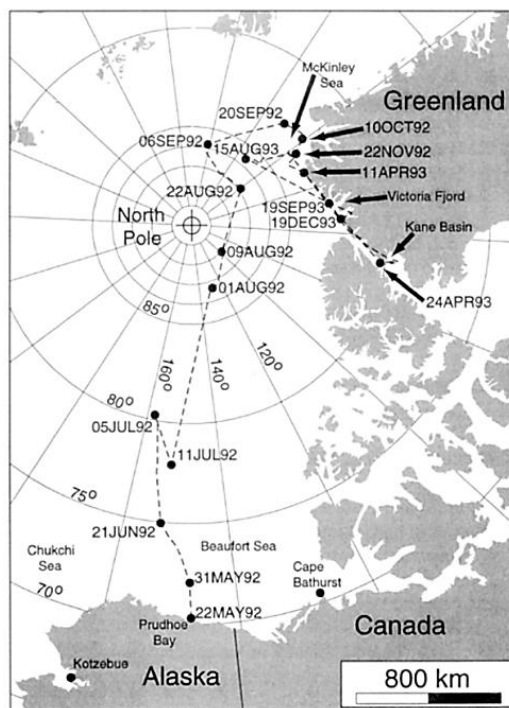 McKinley
Sea
Greenland
20SEP92
10OCT92
06SEP92
15AUG93
22NOV92
11APR93
22AUG92
Victoria Fjord
19SEP93
19DEC93
North
Pole
Kane Basin
09AUG92
24APR93
01AUG92
85°
160°
140°
120°
80°
05JUL92
11JUL92
75°
21JUN92
Chukchi
Sea
Beaufort Sea
Cape
Bathurst
31MAY92
70°
22MAY92
Prudhoe
Bay
Canada
Kotzebue
Alaska
800 km